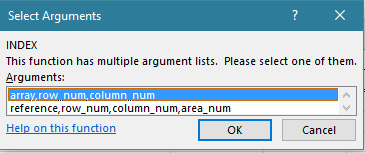 Select Arguments
INDEX
This function has multiple argument lists.  Please select one of them.
Arguments:
array,row_num,column_num
reference,row_num,column_num,area_num
Help on this function
OK
Cancel